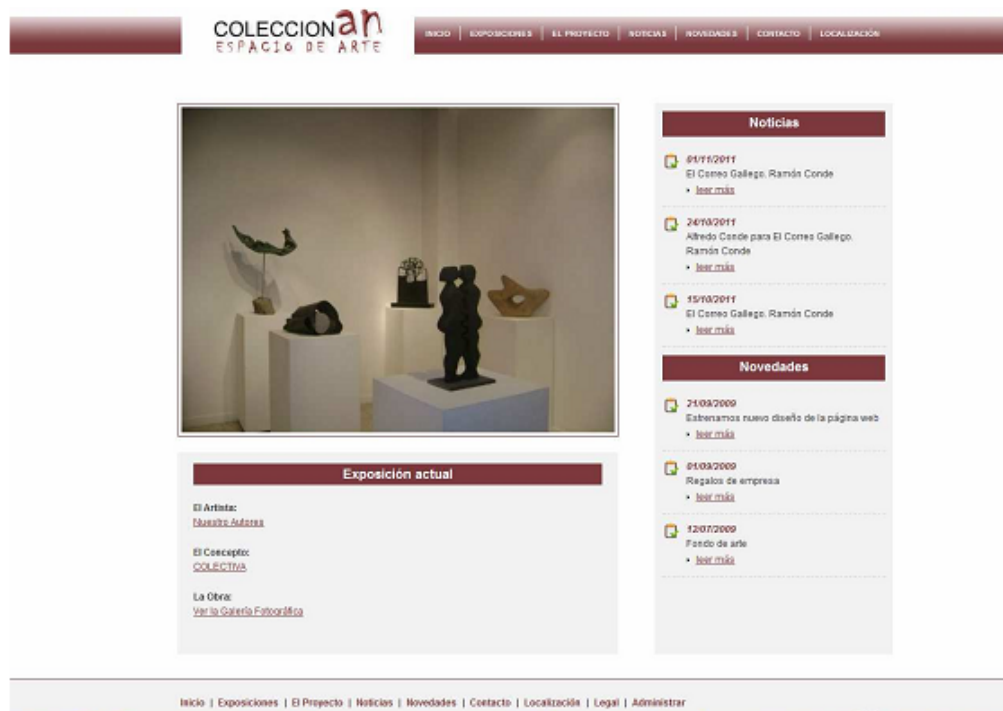 COLECCIONan
ESPACIO DE ARTE
INICIO | EXPOSICIONES | EL PROYECTO | NOTICIAS | NOVEDADES | CONTACTO | LOCALIZACIÓN
Noticias
01/11/2011
El Correo Gallego. Ramón Conde
leer más
24/10/2011
Alfredo Conde para El Correo Gallego.
Ramón Conde
leer más
15/10/2011
El Correo Gallego. Ramón Conde
leer más
Novedades
21/09/2009
Estrenamos nuevo diseño de la página web
leer más
01/09/2009
Regalos de empresa
leer más
12/07/2009
Fondo de arte
leer más
Exposición actual
El Artista:
Nuestro Autores
El Concepto:
COLECTIVA
La Obra:
Ver la Galería Fotográfica
Inicio | Exposiciones | El Proyecto | Noticias | Novedades | Contacto | Localización | Legal | Administrar